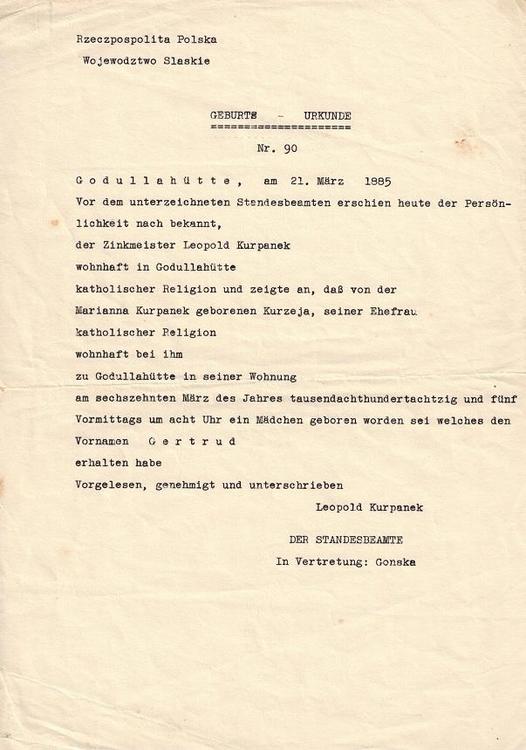 Rzeczpospolita Polska
Wojewodztwo Slaskie
GEBURTS - URKUNDE
====================
Nr. 90
G o d u l l a h ü t t e , am 21. März 1885
Vor dem unterzeichneten Standesbeamten erschien heute der Persön-
lichkeit nach bekannt,
der Zinkmeister Leopold Kurpanek
wohnhaft in Godullahütte
katholischer Religion und zeigte an, daß von der
Marianna Kurpanek geborenen Kurzeja, seiner Ehefrau
katholischer Religion
wohnhaft bei ihm
zu Godullahütte in seiner Wohnung
am sechszehnten März des Jahres tausendachthundertachtzig und fünf
Vormittags um acht Uhr ein Mädchen geboren worden sei welches den
Vornamen G e r t r u d
erhalten habe
Vorgelesen, genehmigt und unterschrieben
Leopold Kurpanek
DER STANDESBEAMTE
In Vertretung: Gonska